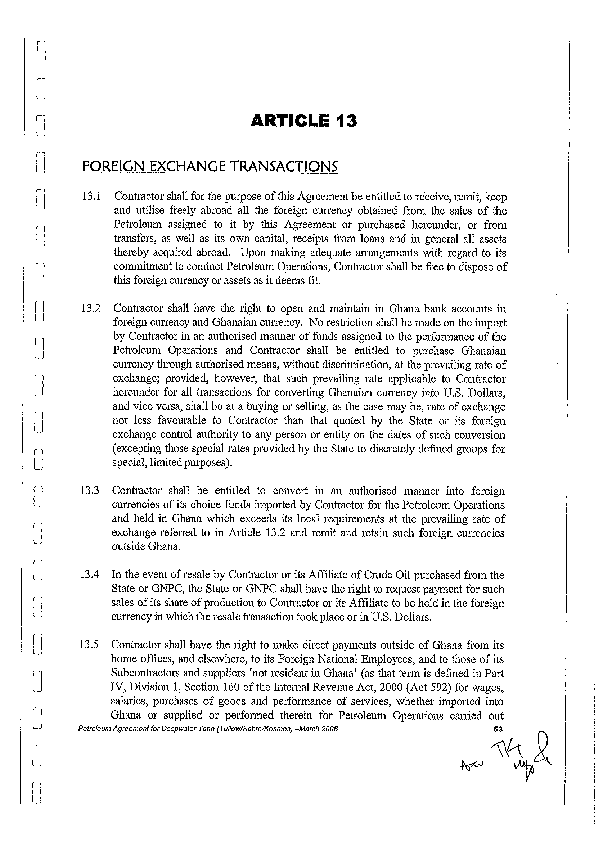 ARTICLE 13
FOREIGN EXCHANGE TRANSACTIONS
13.1 Contractor shall for the purpose of this Agreement be entitled to receive, remit, keep
and utilise freely abroad all the foreign currency obtained from the sales of the
Petroleum assigned to it by this Agreement or purchased hereunder, or from
transfers, as well as its own capital, receipts from loans and in general all assets
thereby acquired abroad. Upon making adequate arrangements with regard to its
commitment to conduct Petroleum Operations, Contractor shall be free to dispose of
this foreign currency or assets as it deems fit.
13.2 Contractor shall have the right to open and maintain in Ghana bank accounts in
foreign currency and Ghanaian currency. No restriction shall be made on the import
by Contractor in an authorised manner of funds assigned to the performance of the
Petroleum Operations and Contractor shall be entitled to purchase Ghanaian
currency through authorised means, without discrimination, at the prevailing rate of
exchange; provided, however, that such prevailing rate applicable to Contractor
hereunder for all transactions for converting Ghanaian currency into U.S. Dollars,
and vice versa, shall be at a buying or selling, as the case may be, rate of exchange
not less favourable to Contractor than that quoted by the State or its foreign
exchange control authority to any person or entity on the dates of such conversion
(excepting those special rates provided by the State to discretely defined groups for
special, limited purposes).
13.3 Contractor shall be entitled to convert in an authorised manner into foreign
currencies of its choice funds imported by Contractor for the Petroleum Operations
and held in Ghana which exceeds its local requirements at the prevailing rate of
exchange referred to in Article 13.2 and remit and retain such foreign currencies
outside Ghana.
13.4 In the event of resale by Contractor or its Affiliate of Crude Oil purchased from the
State or GNPC, the State or GNPC shall have the right to request payment for such
sales of its share of production to Contractor or its Affiliate to be held in the foreign
currency in which the resale transaction took place or in U.S. Dollars.
13.5 Contractor shall have the right to make direct payments outside of Ghana from its
home offices, and elsewhere, to its Foreign National Employees, and to those of its
Subcontractors and suppliers 'not resident in Ghana' (as that term is defined in Part
IV, Division 1, Section 160 of the Internal Revenue Act, 2000 (Act 592) for wages,
salaries, purchases of goods and performance of services, whether imported into
Ghana or supplied or performed therein for Petroleum Operations carried out
Petroleum Agreement for Deepwater Tano (Tullow/Sabre/Kosmos) –March 2006 53